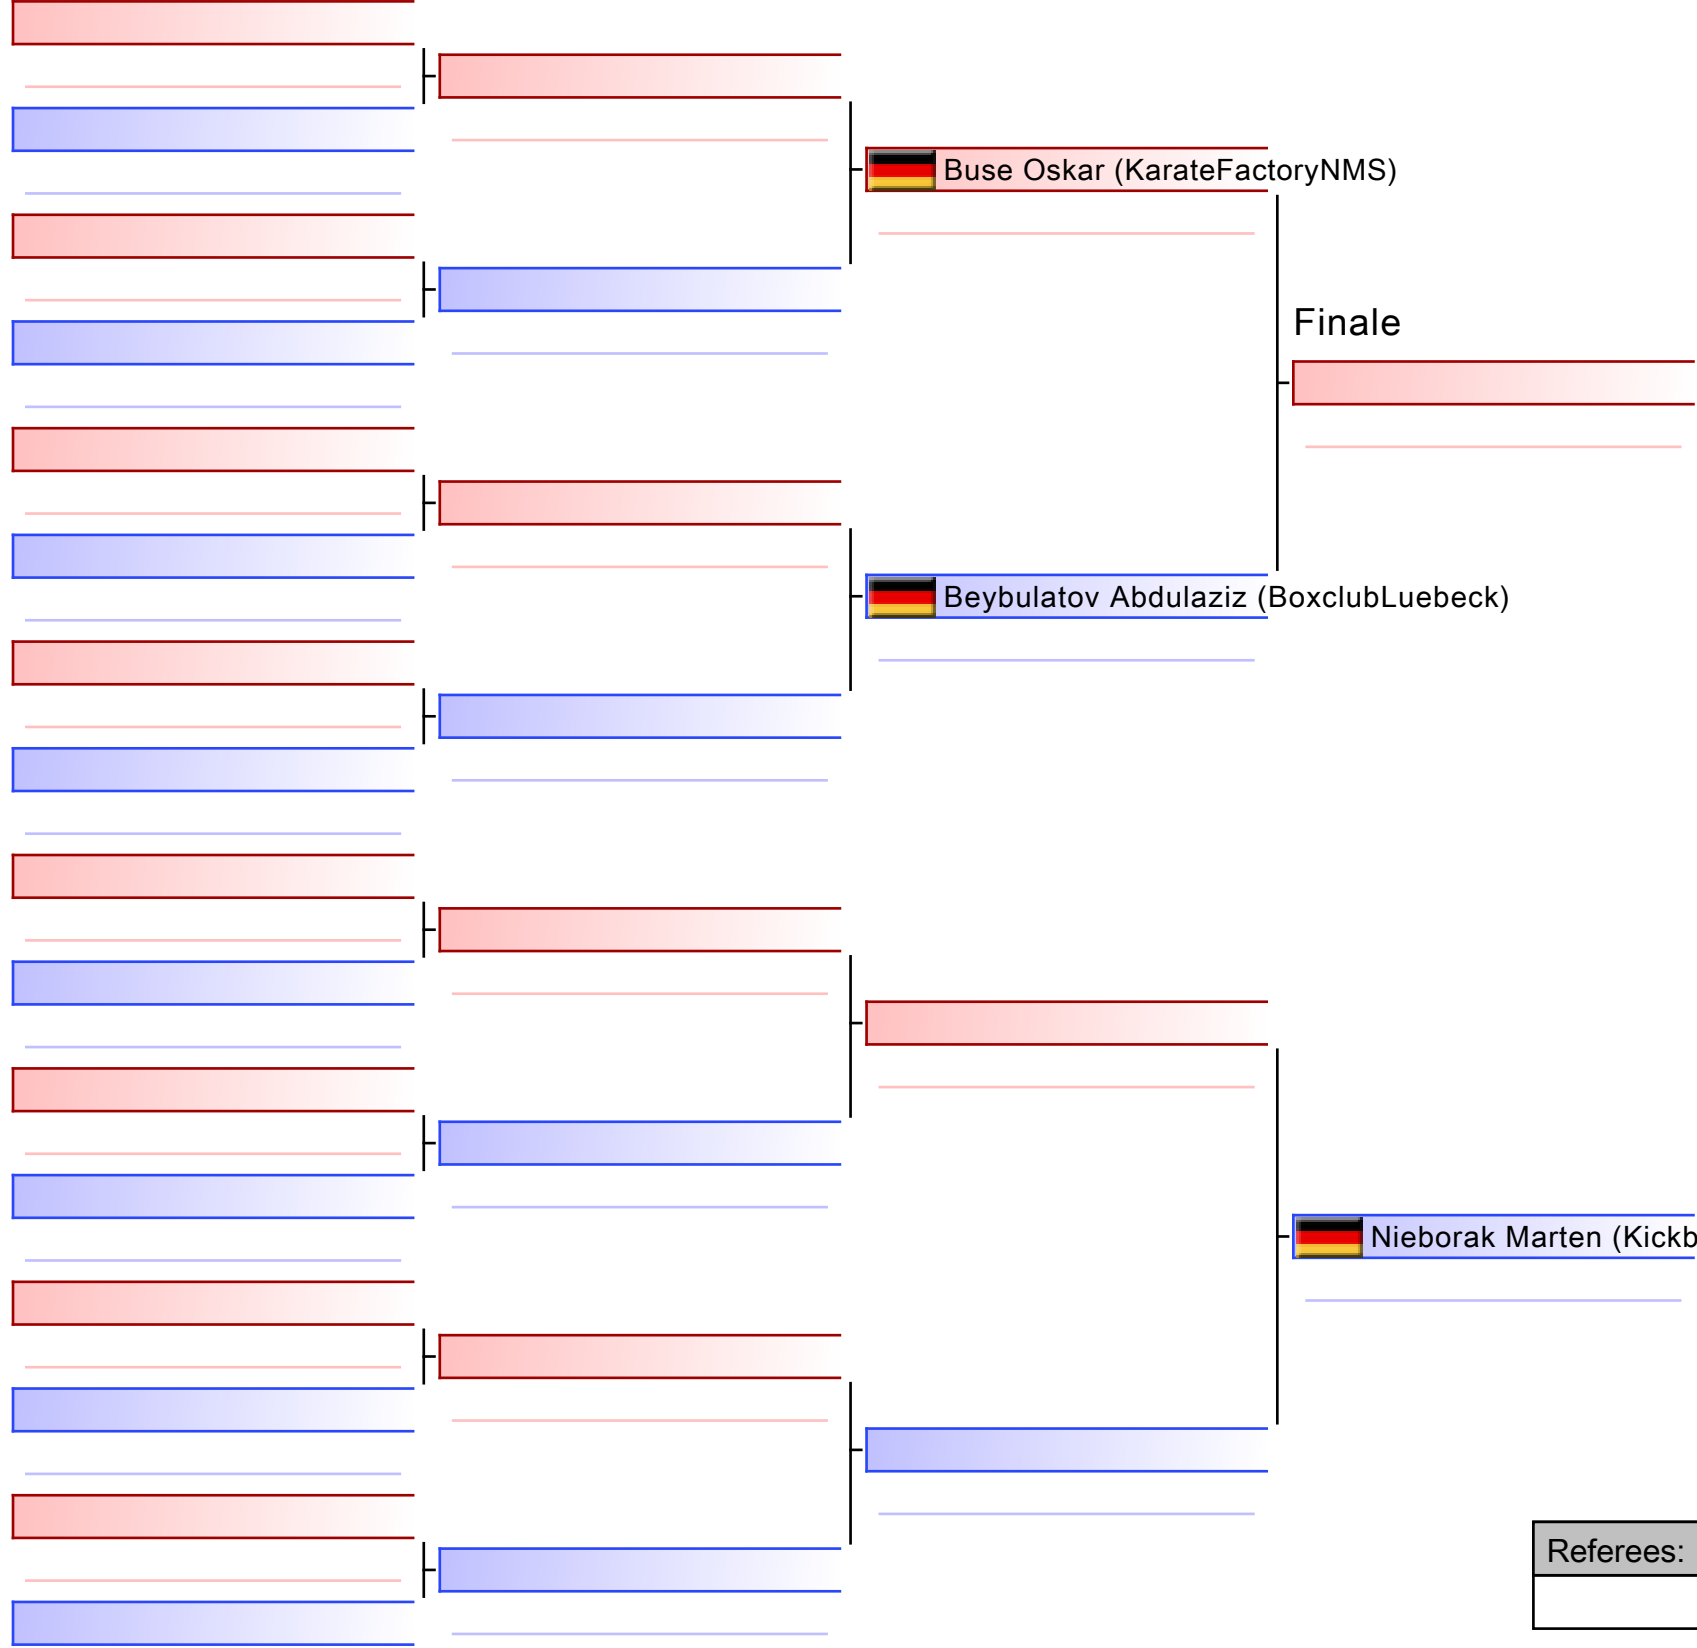 Buse Oskar (KarateFactoryNMS)
Finale
Beybulatov Abdulaziz (BoxclubLuebeck)
Nieborak Marten (Kickb
Referees: